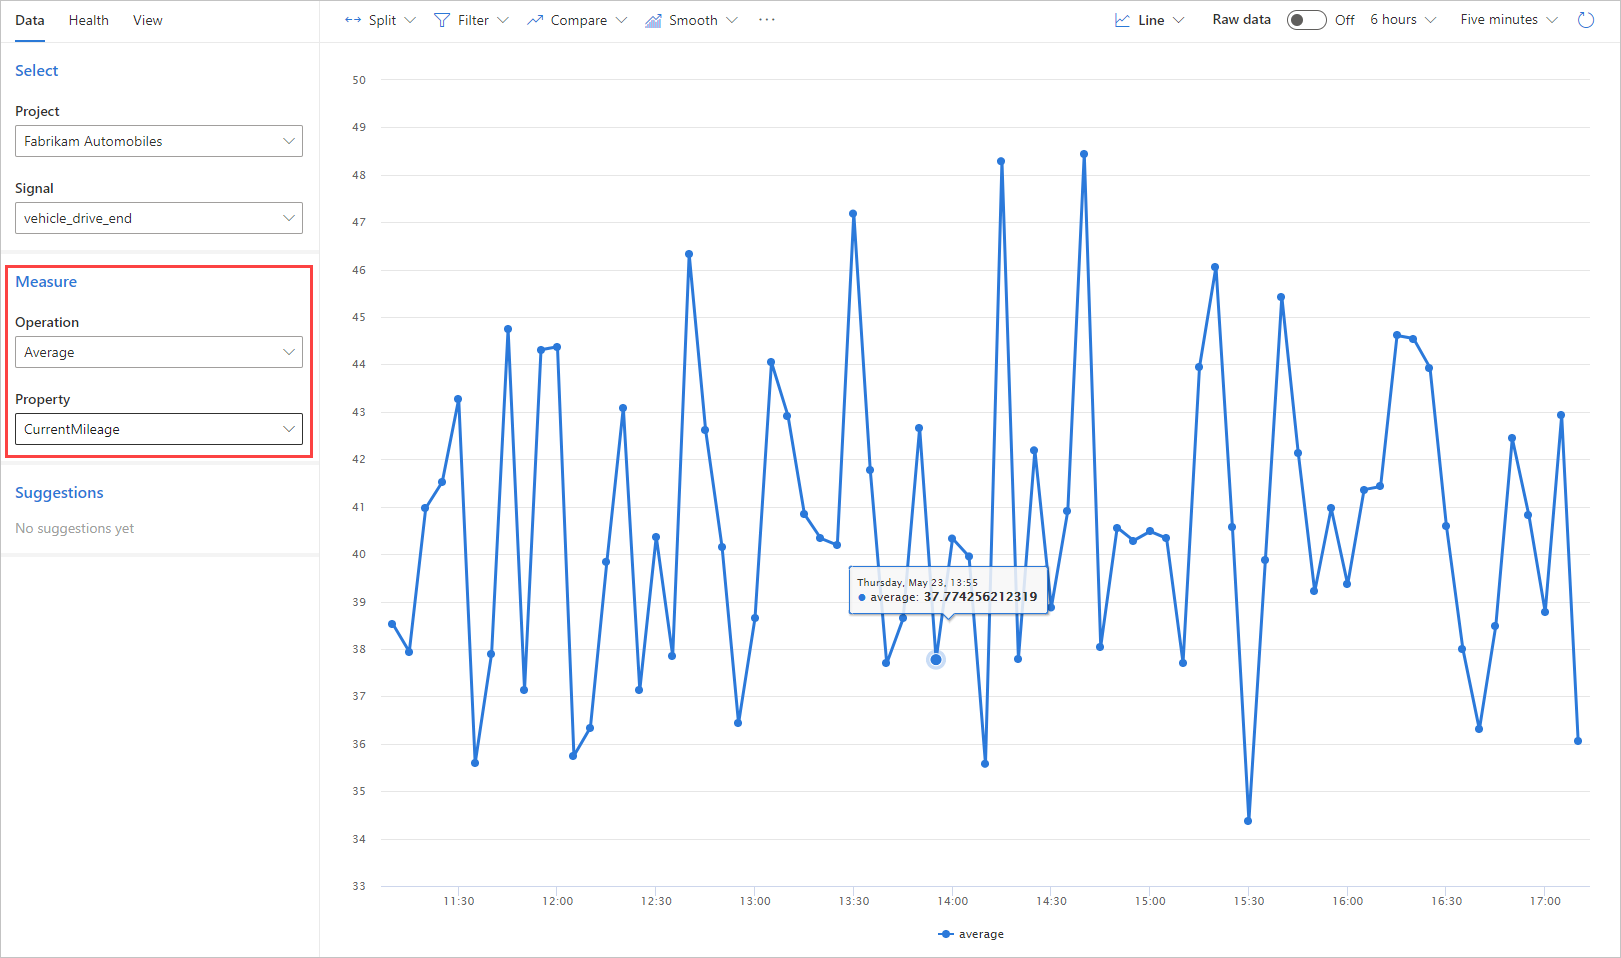 Data Health View
Split Filter Compare Smooth ··· Line Raw data Off 6 hours Five minutes
Select
Project
Fabrikam Automobiles
Signal
vehicle_drive_end
Measure
Operation
Average
Property
CurrentMileage
Suggestions
No suggestions yet
50
49
48
47
46
45
44
43
42
41
40
39
38
37
36
35
34
33
Thursday, May 23, 13:55
average: 37.774256212319
11:30 12:00 12:30 13:00 13:30 14:00 14:30 15:00 15:30 16:00 16:30 17:00
average